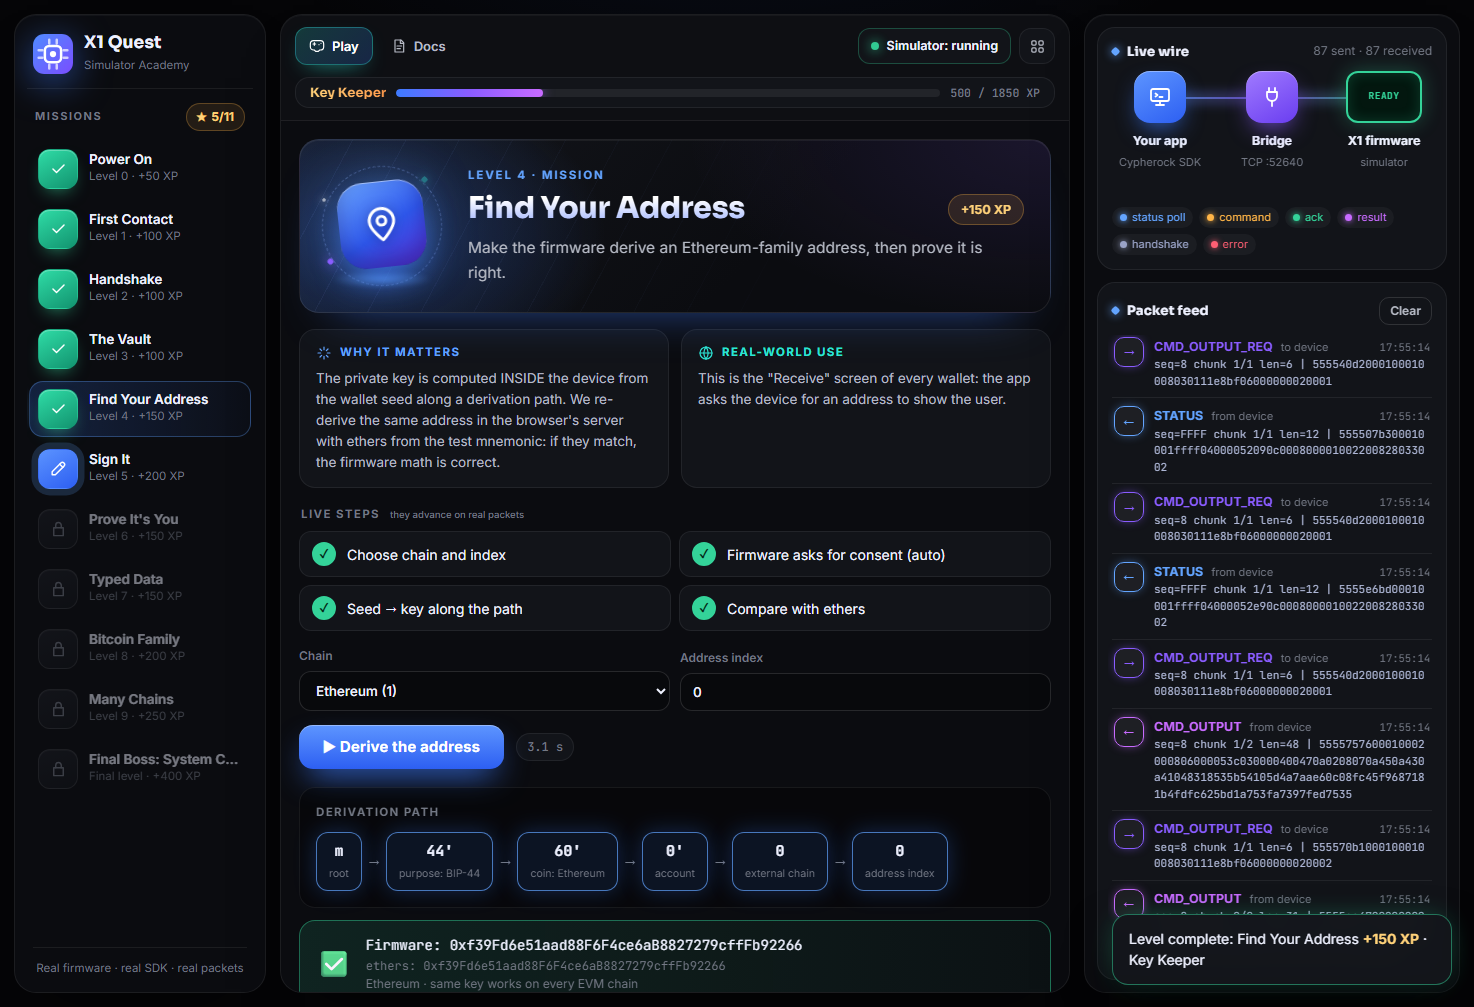 X1 Quest
Simulator Academy
MISSIONS
★ 5/11
Power On
Level 0 · +50 XP
First Contact
Level 1 · +100 XP
Handshake
Level 2 · +100 XP
The Vault
Level 3 · +100 XP
Find Your Address
Level 4 · +150 XP
Sign It
Level 5 · +200 XP
Prove It's You
Level 6 · +150 XP
Typed Data
Level 7 · +150 XP
Bitcoin Family
Level 8 · +200 XP
Many Chains
Level 9 · +250 XP
Final Boss: System C...
Final level · +400 XP
Real firmware · real SDK · real packets
Play
Docs
Simulator: running
Key Keeper
500 / 1850 XP
LEVEL 4 · MISSION
Find Your Address
+150 XP
Make the firmware derive an Ethereum-family address, then prove it is
right.
WHY IT MATTERS
The private key is computed INSIDE the device from
the wallet seed along a derivation path. We re-
derive the same address in the browser's server
with ethers from the test mnemonic: if they match,
the firmware math is correct.
REAL-WORLD USE
This is the "Receive" screen of every wallet: the app
asks the device for an address to show the user.
LIVE STEPS they advance on real packets
Choose chain and index
Firmware asks for consent (auto)
Seed → key along the path
Compare with ethers
Chain
Address index
Ethereum (1)
0
▶ Derive the address
3.1 s
DERIVATION PATH
m
root
→
44'
purpose: BIP-44
→
60'
coin: Ethereum
→
0'
account
→
0
external chain
→
0
address index
Firmware: 0xf39Fd6e51aad88F6F4ce6aB8827279cffFb92266
ethers: 0xf39Fd6e51aad88F6F4ce6aB8827279cffFb92266
Ethereum · same key works on every EVM chain
Live wire
87 sent · 87 received
READY
Your app
Cypherock SDK
Bridge
TCP :52640
X1 firmware
simulator
status poll
command
ack
result
handshake
error
Packet feed
Clear
→ CMD_OUTPUT_REQ to device 17:55:14
seq=8 chunk 1/1 len=6 | 555540d2000100010
008030111e8bf06000000020001
← STATUS from device 17:55:14
seq=FFFF chunk 1/1 len=12 | 555507b300010
001ffff04000052090c0008000010022008280330
02
→ CMD_OUTPUT_REQ to device 17:55:14
seq=8 chunk 1/1 len=6 | 555540d2000100010
008030111e8bf06000000020001
← STATUS from device 17:55:14
seq=FFFF chunk 1/1 len=12 | 5555e6bd00010
001ffff04000052e90c0008000010022008280330
02
→ CMD_OUTPUT_REQ to device 17:55:14
seq=8 chunk 1/1 len=6 | 555540d2000100010
008030111e8bf06000000020001
← CMD_OUTPUT from device 17:55:14
seq=8 chunk 1/2 len=48 | 5555757600010002
000806000053c030000400470a0208070a450a430
a41048318535b54105d4a7aae60c08fc45f968718
1b4fdfc625bd1a753fa7397fed7535
→ CMD_OUTPUT_REQ to device 17:55:14
seq=8 chunk 1/1 len=6 | 555570b1000100010
008030111e8bf06000000020002
← CMD_OUTPUT from device 17:55:14
Level complete: Find Your Address +150 XP ·
Key Keeper